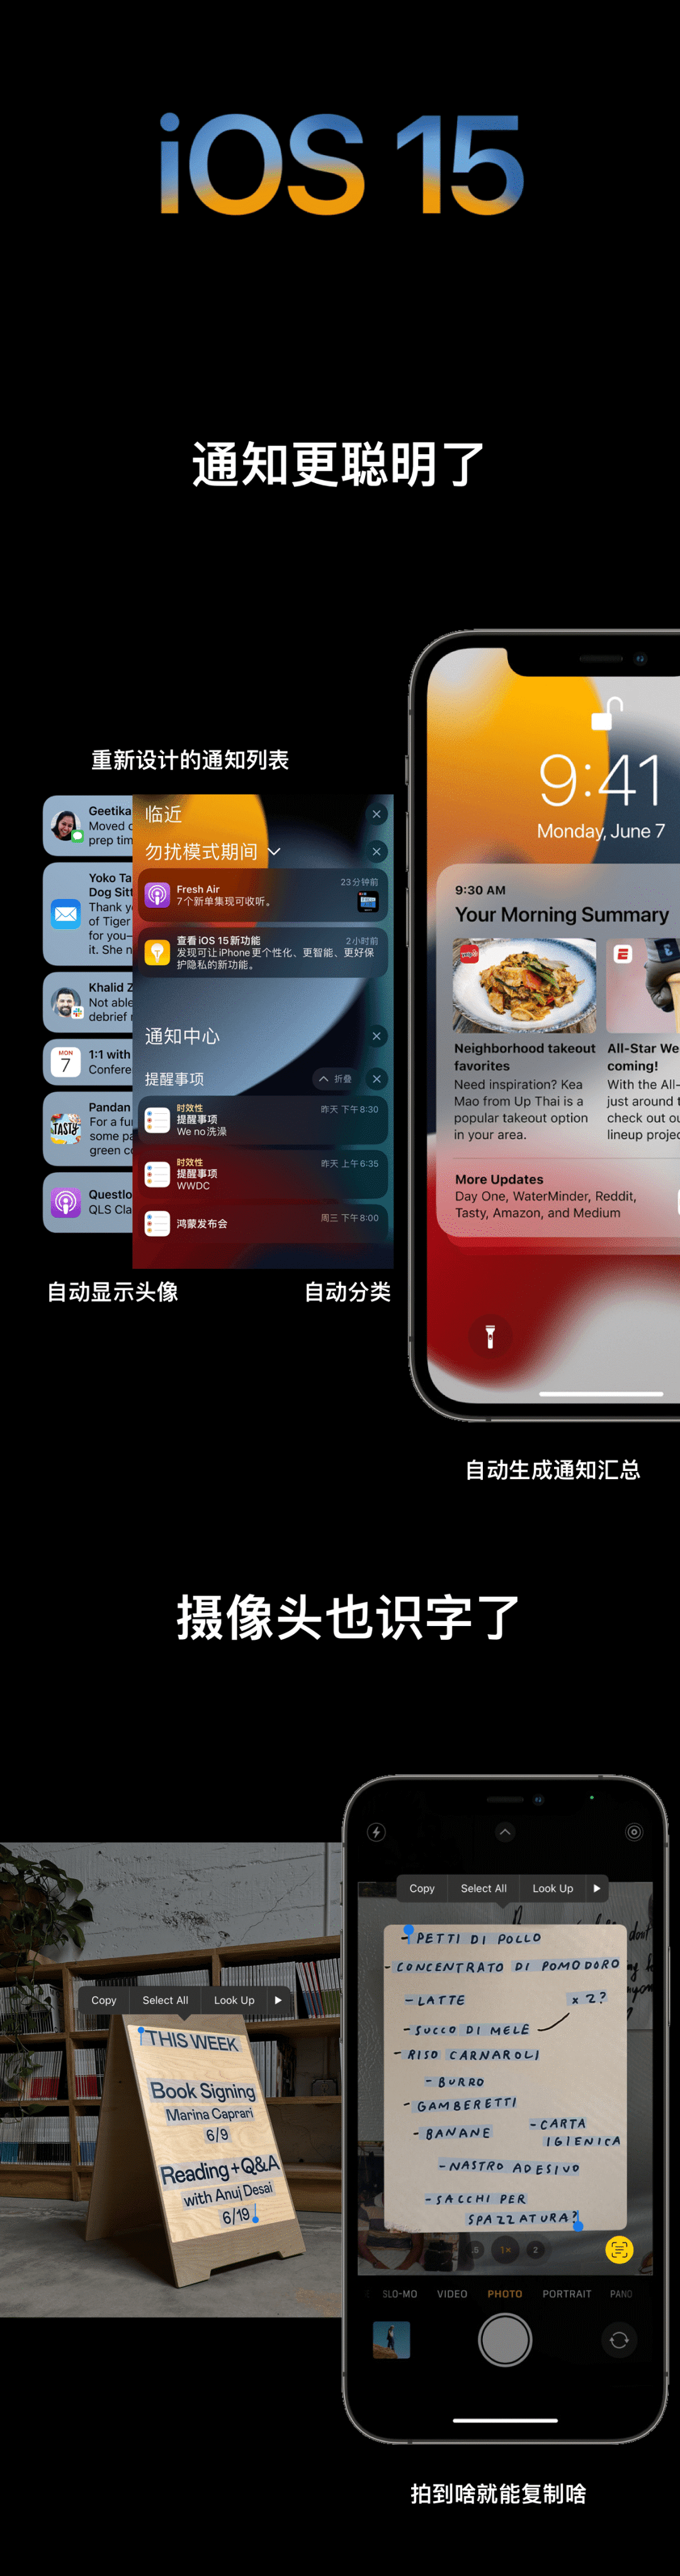 iOS 15
通知更聪明了
重新设计的通知列表
Geetika
Moved
prep tim
Yoko Ta
Dog Sitt
Thank y
of Tiger
for you—
it. She n
Khalid Z
Not able
debrief
MON
7
1:1 with
Confere
Pandan
For a fu
some pa
green c
TASTY
Questlo
QLS Cla
临近
勿扰模式期间
Fresh Air
23分钟前
7个新单集现可收听。
查看 iOS 15 新功能
2小时前
发现可让 iPhone 更个性化、更智能、更好保
护隐私的新功能。
通知中心
提醒事项
折叠
时效性
昨天 下午8:30
提醒事项
We no洗澡
时效性
昨天 上午6:35
提醒事项
WWDC
鸿蒙发布会
周三 下午8:00
自动显示头像
自动分类
9:41
Monday, June 7
9:30 AM
Your Morning Summary
Neighborhood takeout
favorites
Need inspiration? Kea
Mao from Up Thai is a
popular takeout option
in your area.
All-Star We
coming!
With the All-
just around t
check out ou
lineup projec
More Updates
Day One, WaterMinder, Reddit,
Tasty, Amazon, and Medium
自动生成通知汇总
摄像头也识字了
Copy
Select All
Look Up
THIS WEEK
Book Signing
Marina Caprari
6/9
Reading+Q&A
with Anuj Desai
6/19
Copy
Select All
Look Up
- PETTI DI POLLO
- CONCENTRATO DI POMODORO
- LATTE
x 2?
- SUCCO DI MELE
- RISO CARNAROLI
- BURRO
- GAMBERETTI
- BANANE
- CARTA
IGIENICA
- NASTRO ADESIVO
- SACCHI PER
SPAZZATURA?
.5
1×
2
SLO-MO
VIDEO
PHOTO
PORTRAIT
PANO
拍到啥就能复制啥